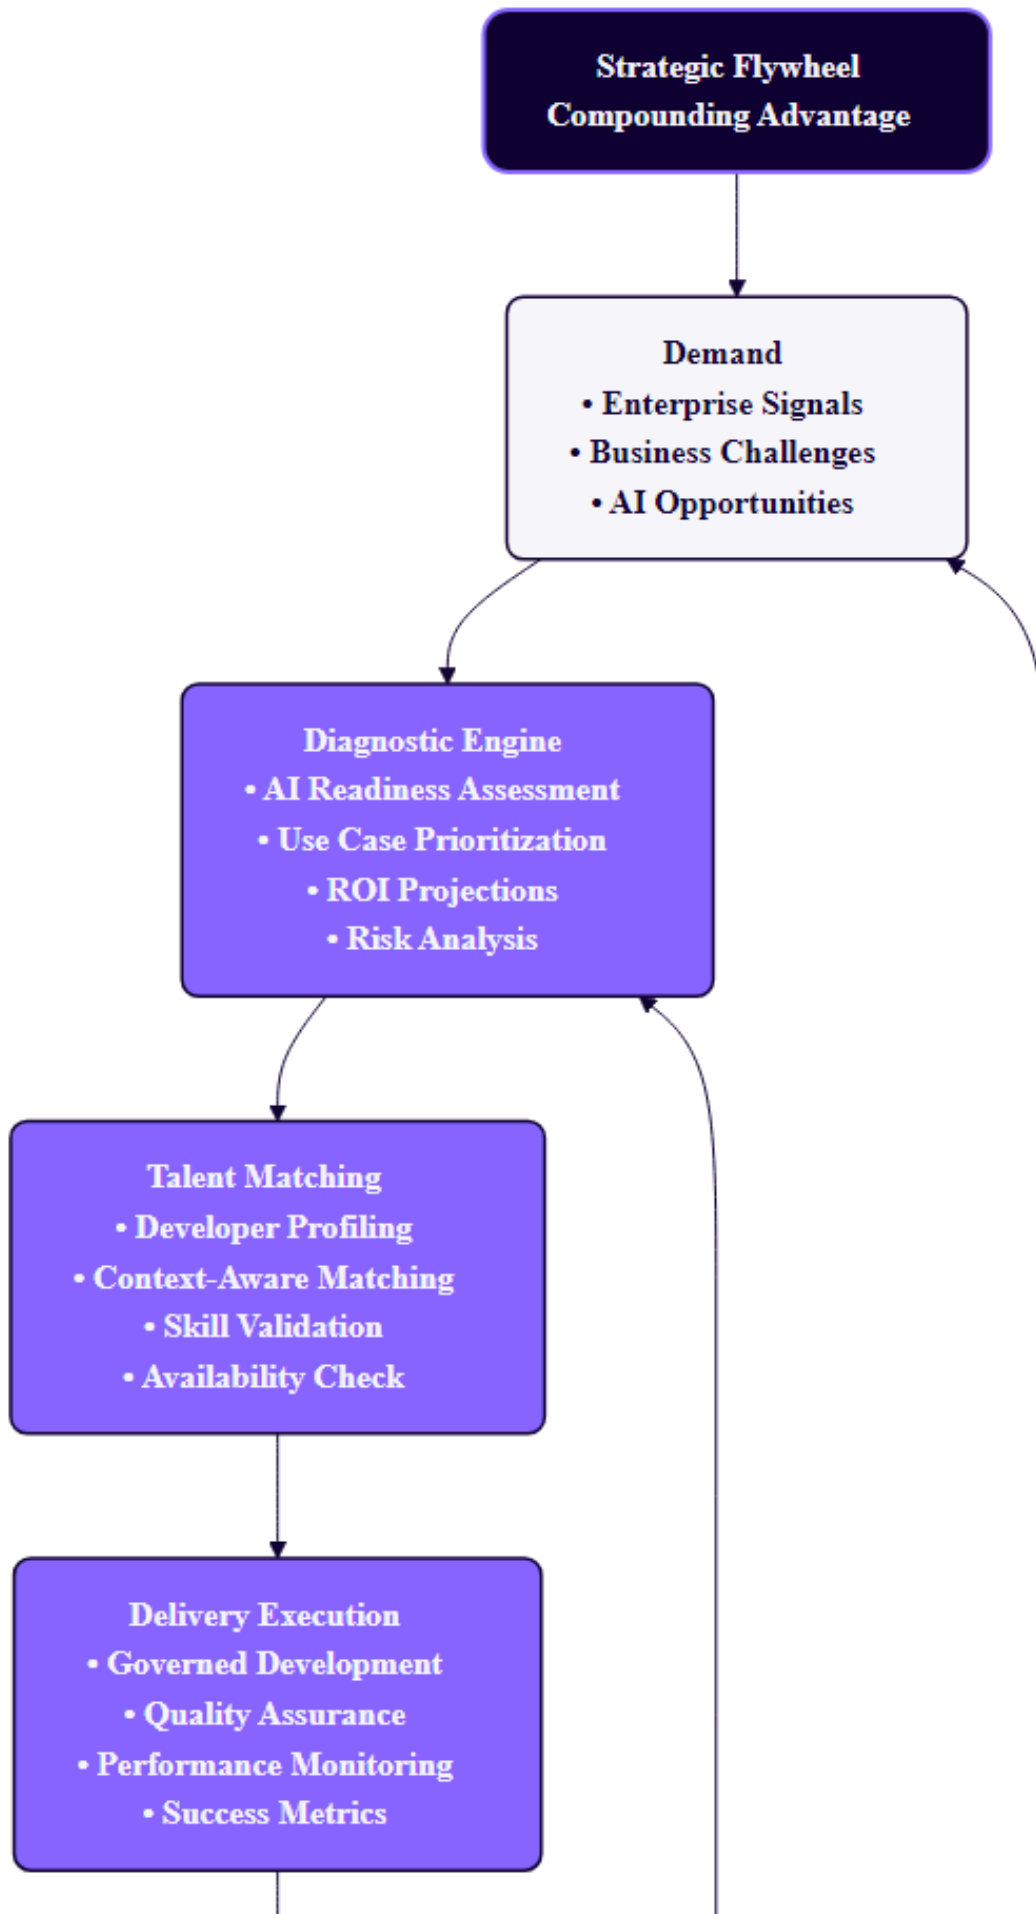 Strategic Flywheel
Compounding Advantage
Demand
• Enterprise Signals
• Business Challenges
• AI Opportunities
Diagnostic Engine
• AI Readiness Assessment
• Use Case Prioritization
• ROI Projections
• Risk Analysis
Talent Matching
• Developer Profiling
• Context-Aware Matching
• Skill Validation
• Availability Check
Delivery Execution
• Governed Development
• Quality Assurance
• Performance Monitoring
• Success Metrics